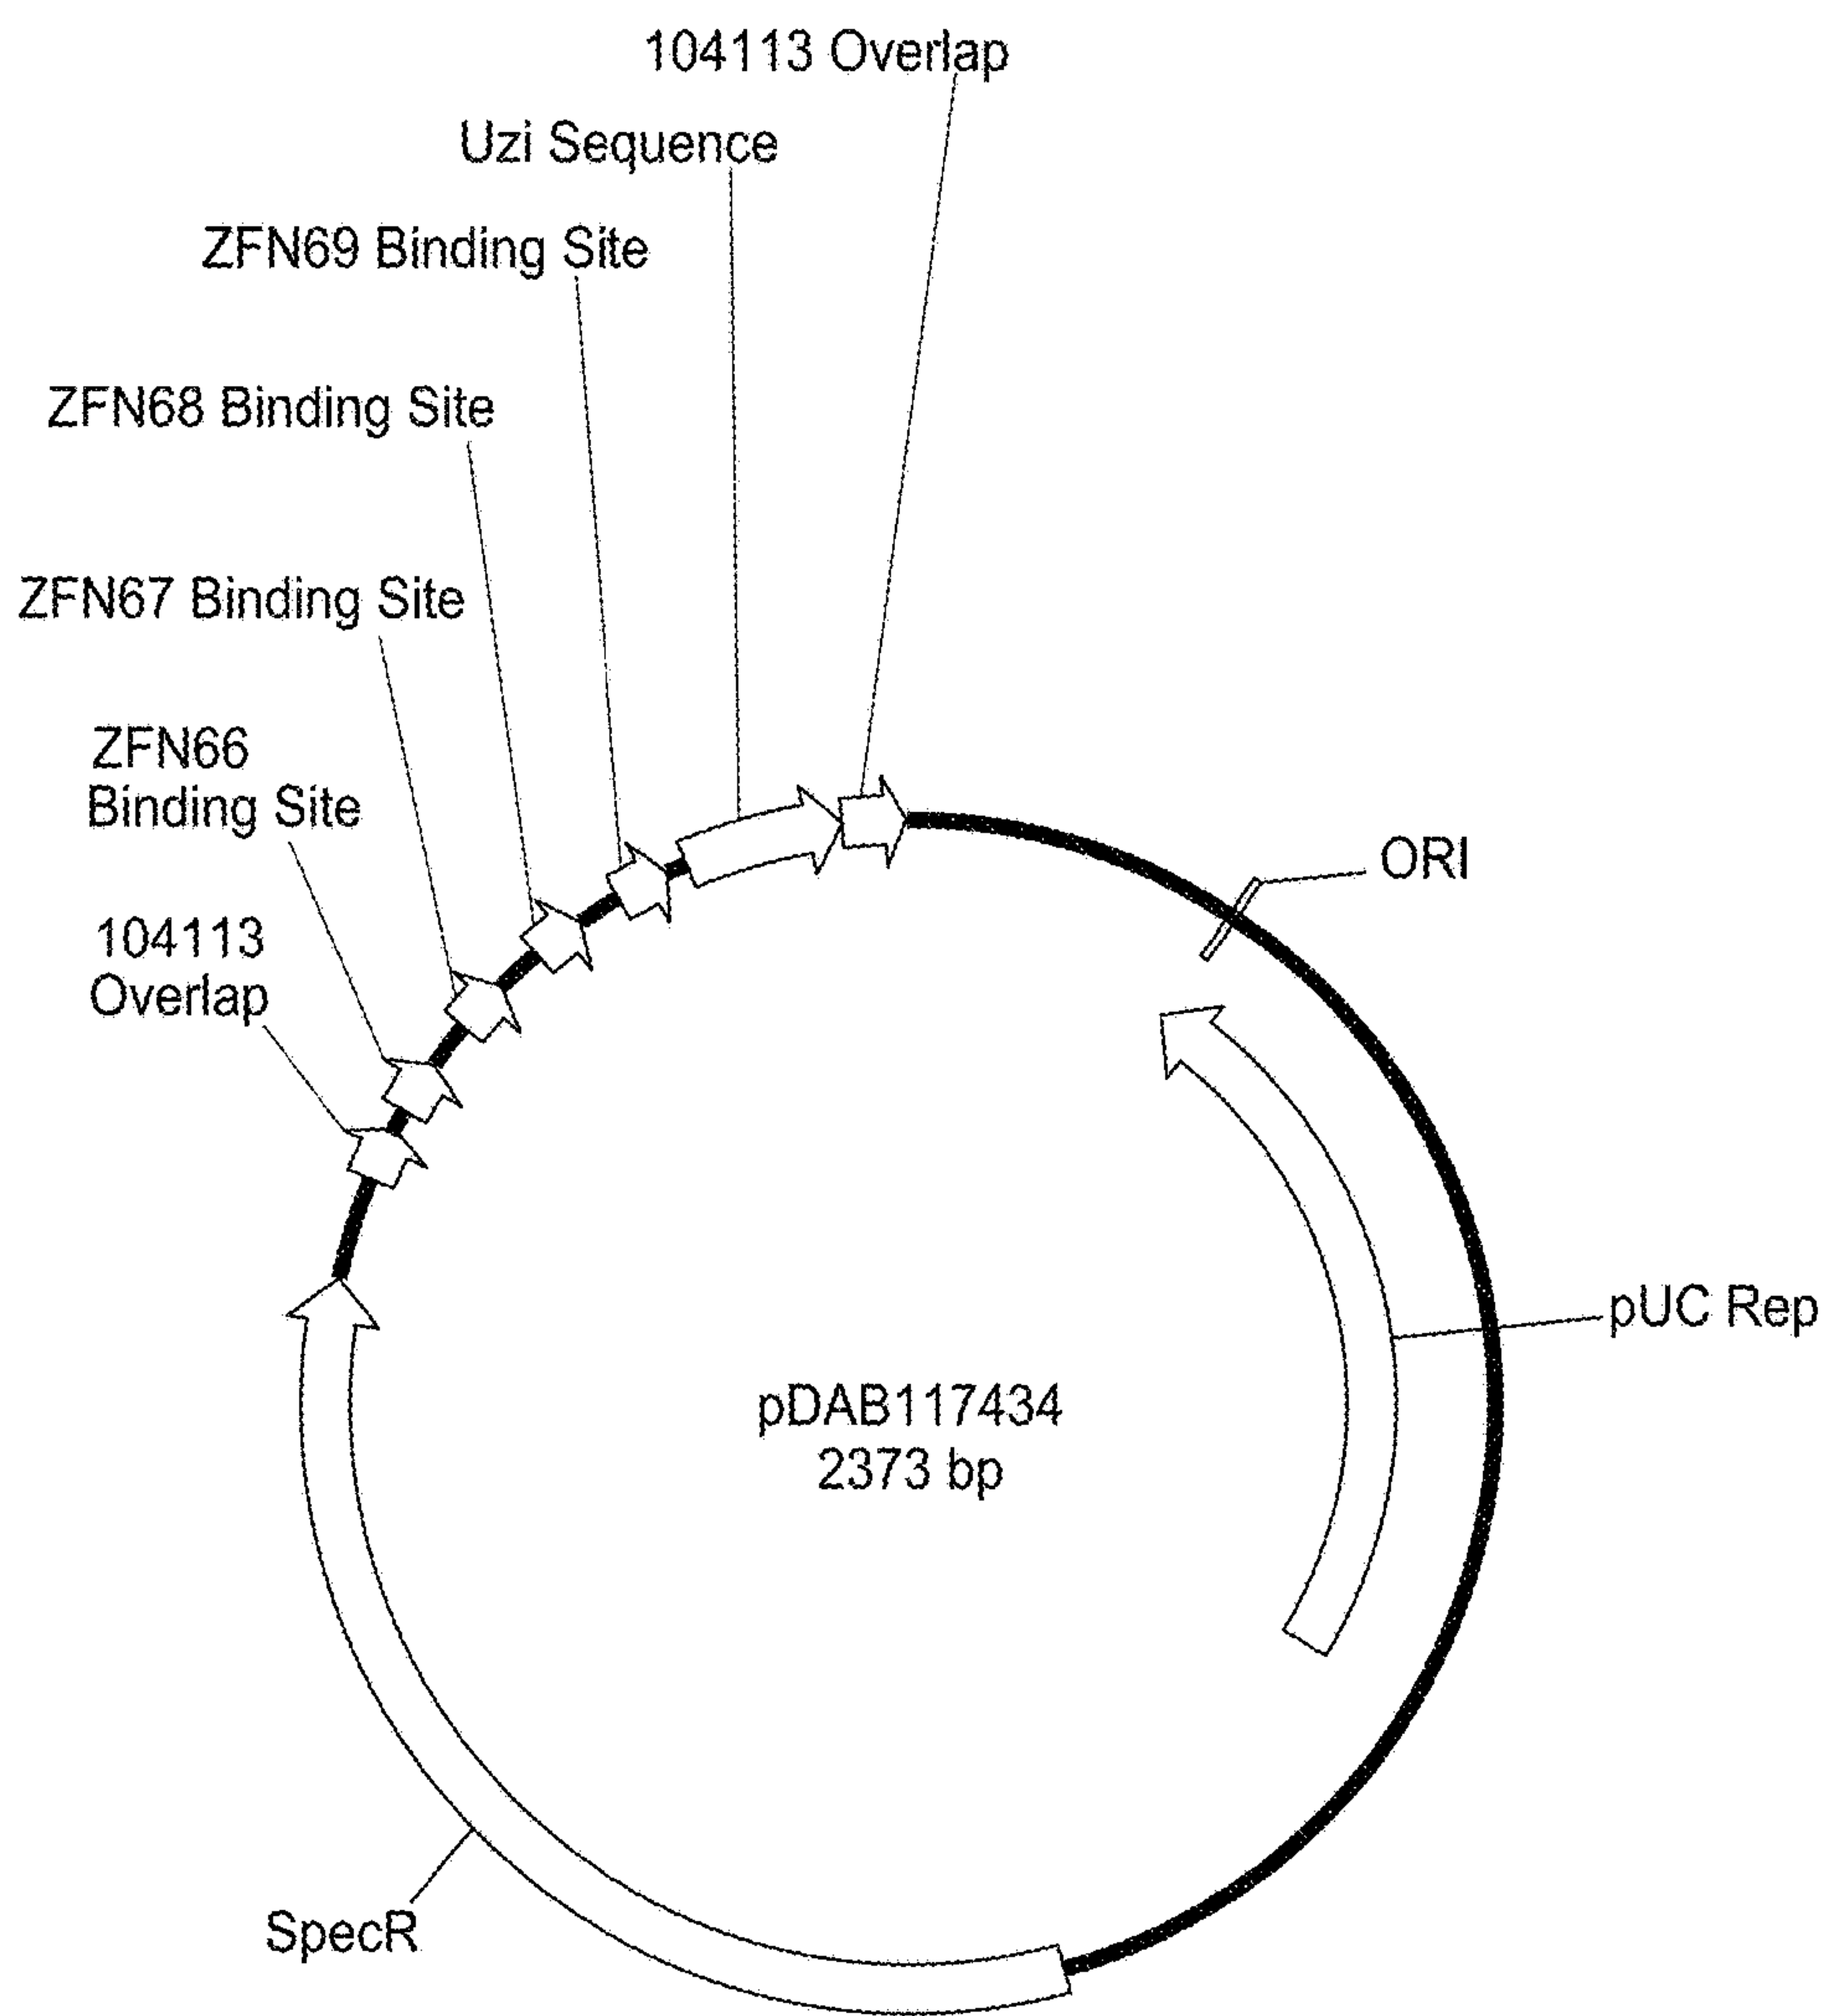 104113 Overlap
Uzi Sequence
ZFN69 Binding Site
ZFN68 Binding Site
ZFN67 Binding Site
ZFN66
Binding Site
104113
Overlap
ORI
pUC Rep
pDAB117434
2373 bp
SpecR